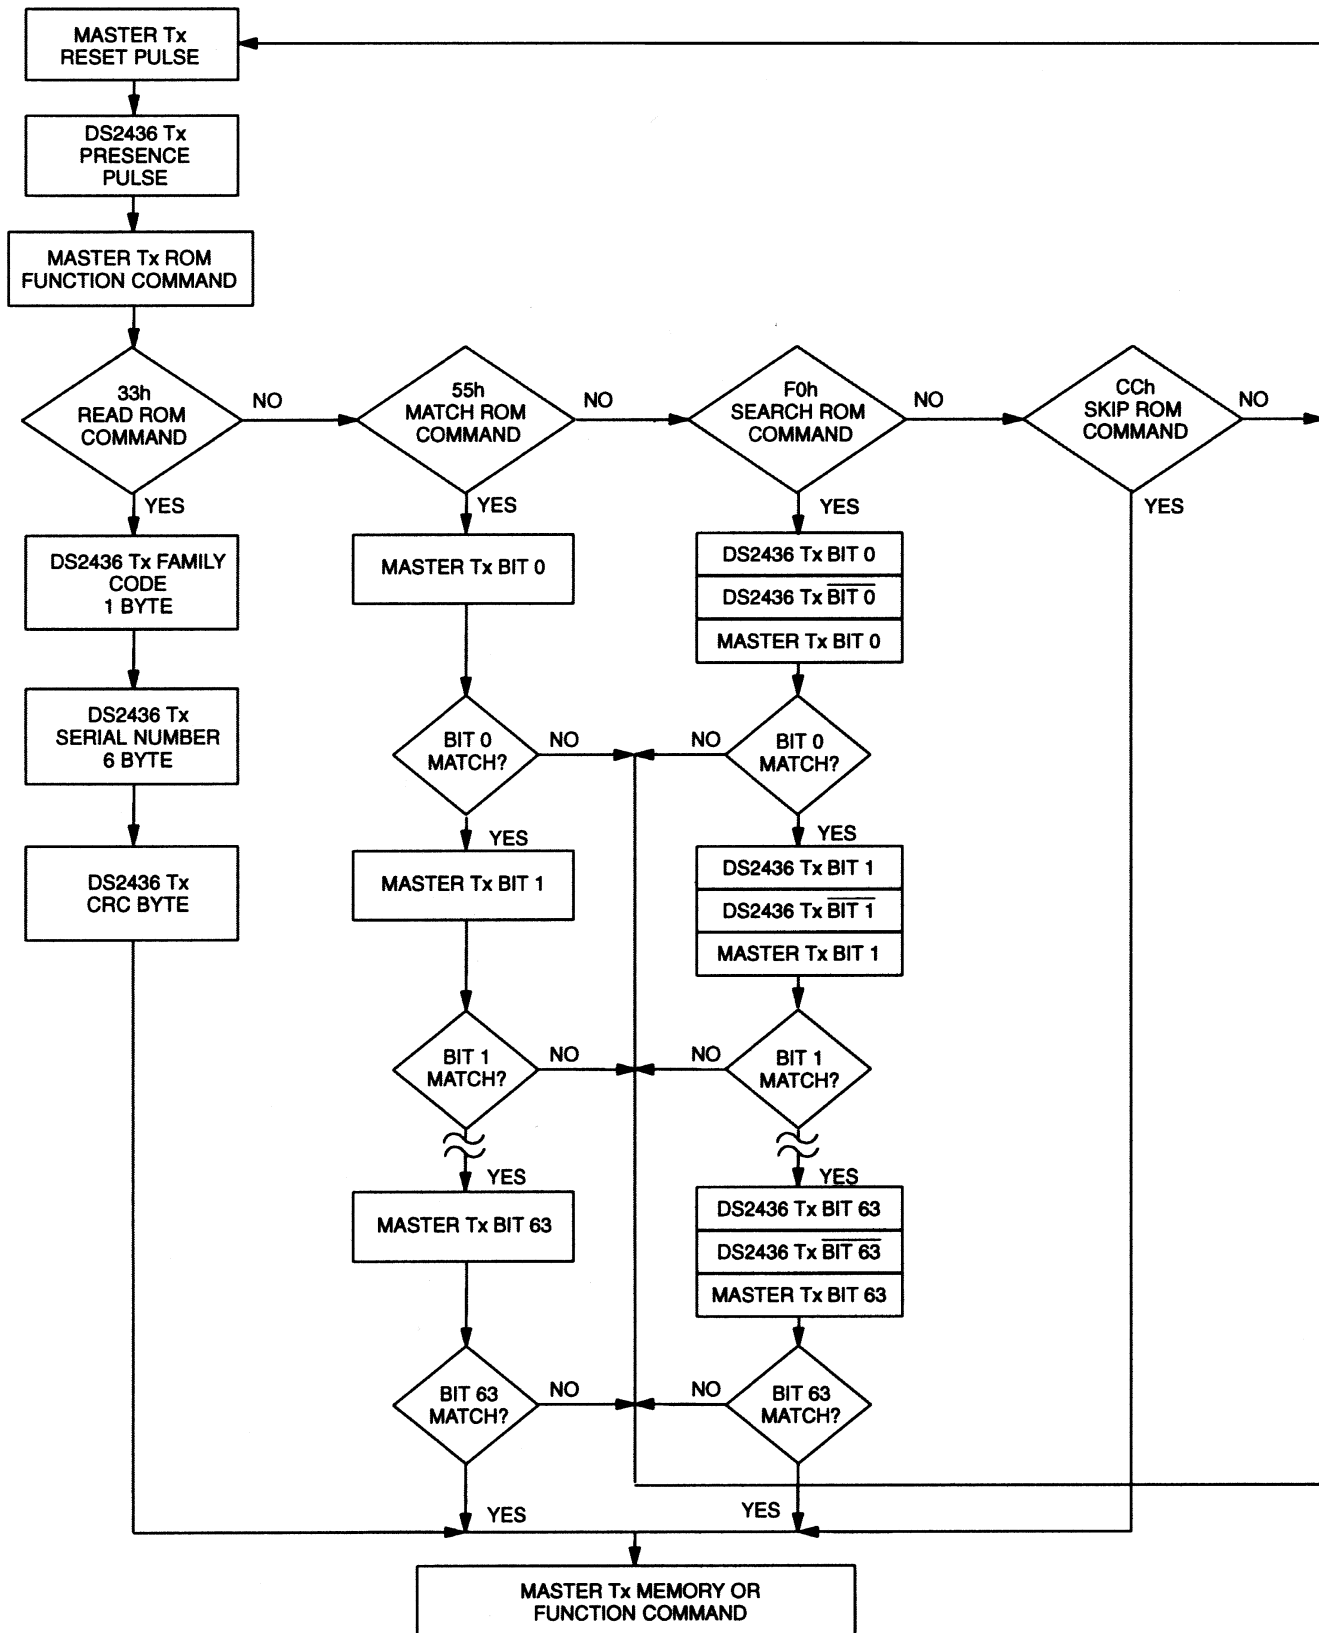 MASTER Tx
RESET PULSE
DS2436 Tx
PRESENCE
PULSE
MASTER Tx ROM
FUNCTION COMMAND
33h
READ ROM
COMMAND
NO
YES
55h
MATCH ROM
COMMAND
NO
YES
F0h
SEARCH ROM
COMMAND
NO
YES
CCh
SKIP ROM
COMMAND
NO
YES
DS2436 Tx FAMILY
CODE
1 BYTE
DS2436 Tx
SERIAL NUMBER
6 BYTE
DS2436 Tx
CRC BYTE
MASTER Tx BIT 0
BIT 0
MATCH?
NO
YES
MASTER Tx BIT 1
BIT 1
MATCH?
NO
YES
MASTER Tx BIT 63
BIT 63
MATCH?
NO
YES
DS2436 Tx BIT 0
DS2436 Tx BIT 0
MASTER Tx BIT 0
BIT 0
MATCH?
NO
YES
DS2436 Tx BIT 1
DS2436 Tx BIT 1
MASTER Tx BIT 1
BIT 1
MATCH?
NO
YES
DS2436 Tx BIT 63
DS2436 Tx BIT 63
MASTER Tx BIT 63
BIT 63
MATCH?
NO
YES
MASTER Tx MEMORY OR
FUNCTION COMMAND